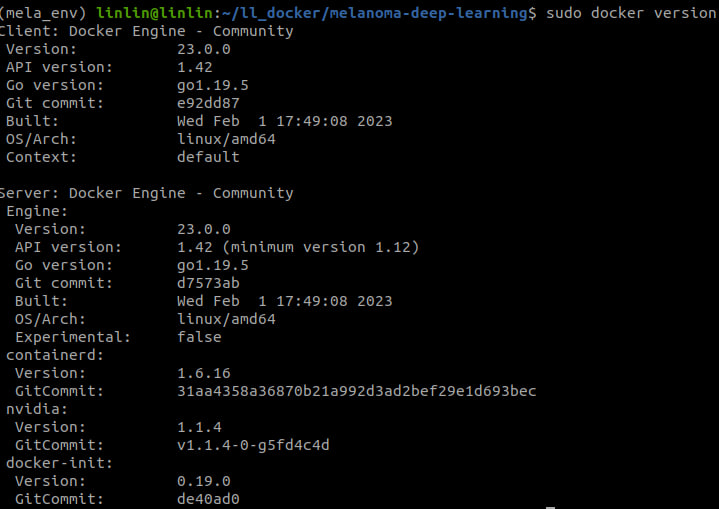 (mela_env) linlin@linlin:~/ll_docker/melanoma-deep-learning$ sudo docker version
Client: Docker Engine - Community
 Version:           23.0.0
 API version:       1.42
 Go version:        go1.19.5
 Git commit:        e92dd87
 Built:             Wed Feb  1 17:49:08 2023
 OS/Arch:           linux/amd64
 Context:           default

Server: Docker Engine - Community
 Engine:
  Version:          23.0.0
  API version:      1.42 (minimum version 1.12)
  Go version:       go1.19.5
  Git commit:       d7573ab
  Built:            Wed Feb  1 17:49:08 2023
  OS/Arch:          linux/amd64
  Experimental:     false
 containerd:
  Version:          1.6.16
  GitCommit:        31aa4358a36870b21a992d3ad2bef29e1d693bec
 nvidia:
  Version:          1.1.4
  GitCommit:        v1.1.4-0-g5fd4c4d
 docker-init:
  Version:          0.19.0
  GitCommit:        de40ad0